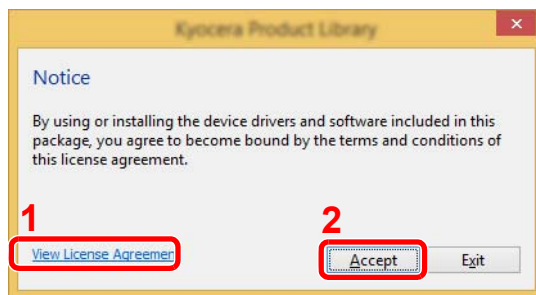 Kyocera Product Library
Notice
By using or installing the device drivers and software included in this
package, you agree to become bound by the terms and conditions of
this license agreement.
1
View License Agreemen
2
Accept
Exit